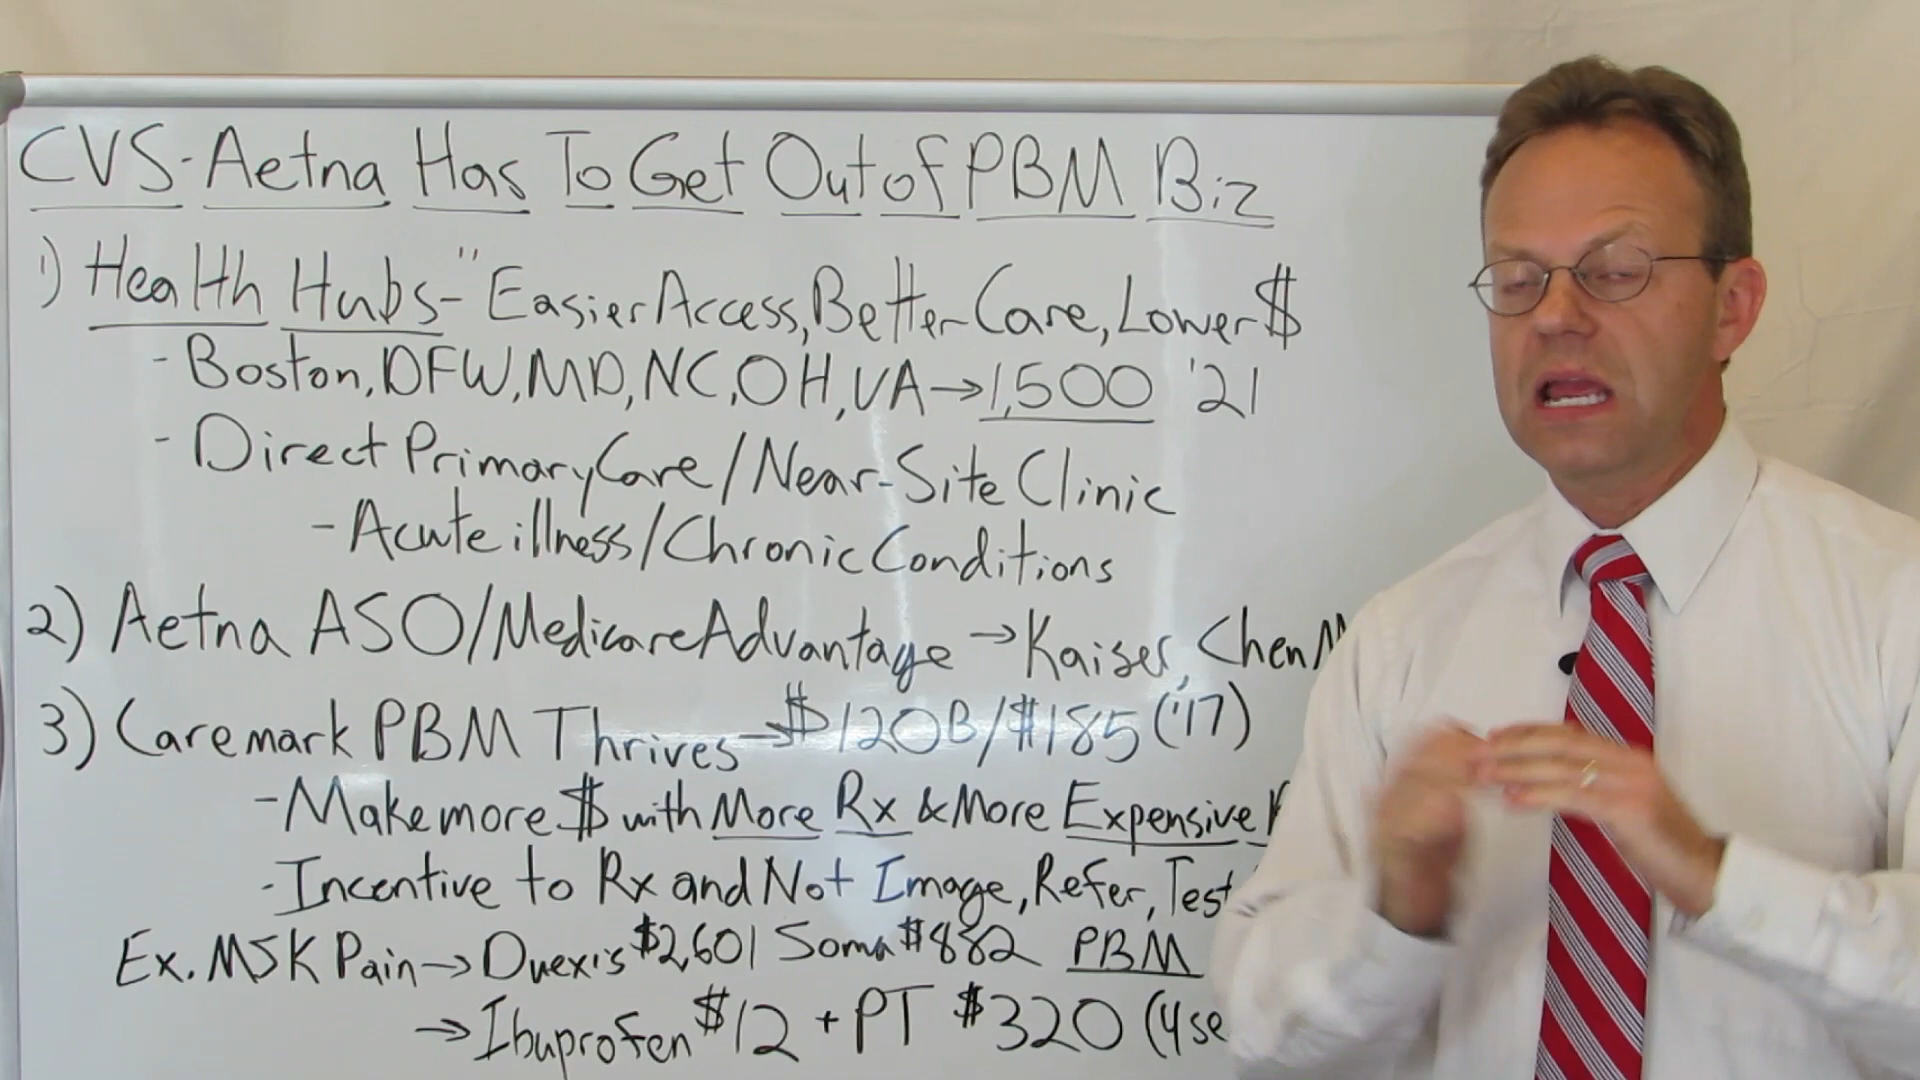 CVS-Aetna Has To Get Out of PBM Biz
1) Health Hubs-"Easier Access, Better Care, Lower $
- Boston, DFW, MD, NC, OH, VA→1,500 '21
- Direct Primary Care/Near-Site Clinic
- Acute illness/Chronic Conditions
2) Aetna ASO/Medicare Advantage →Kaiser, Chen M
3) Caremark PBM Thrives→$120B/$185 ('17)
- Make more $ with More Rx & More Expensive
- Incentive to Rx and Not Image, Refer, Test
Ex. MSK Pain→Duexis $2,601 Soma $882 PBM
→Ibuprofen $12 + PT $320 (4 se